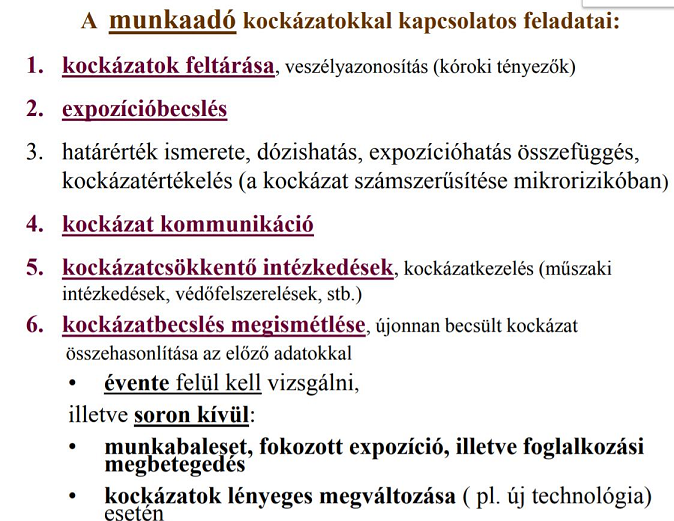 A munkaadó kockázatokkal kapcsolatos feladatai:
1. kockázatok feltárása, veszélyazonosítás (kóroki tényezők)
2. expozícióbecslés
3. határérték ismerete, dózishatás, expozícióhatás összefüggés,
kockázatértékelés (a kockázat számszerűsítése mikrorizikóban)
4. kockázat kommunikáció
5. kockázatcsökkentő intézkedések, kockázatkezelés (műszaki
intézkedések, védőfelszerelések, stb.)
6. kockázatbecslés megismétlése, újonnan becsült kockázat
összehasonlítása az előző adatokkal
• évente felül kell vizsgálni,
illetve soron kívül:
• munkabaleset, fokozott expozíció, illetve foglalkozási
megbetegedés
• kockázatok lényeges megváltozása ( pl. új technológia)
esetén